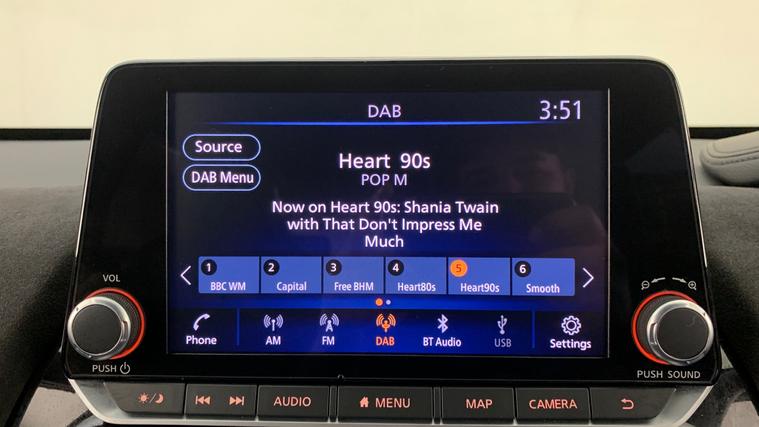 DAB 3:51
Source
Heart 90s
POP M
DAB Menu
Now on Heart 90s: Shania Twain
with That Don't Impress Me
Much
1 2 3 4 5 6
BBC WM Capital Free BHM Heart80s Heart90s Smooth
Phone AM FM DAB BT Audio USB Settings
VOL
PUSH
PUSH SOUND
AUDIO MENU MAP CAMERA